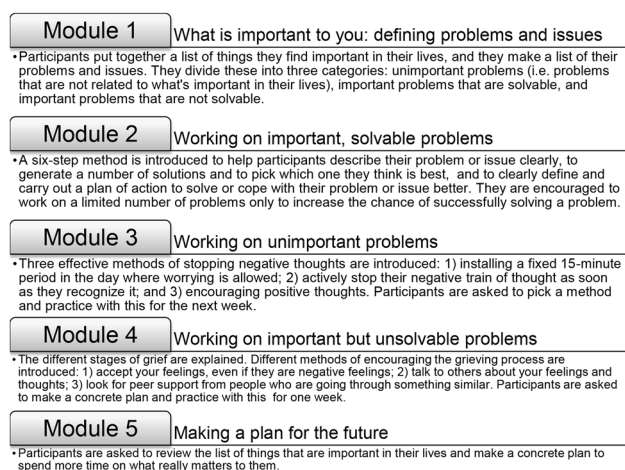 Module 1 What is important to you: defining problems and issues
•Participants put together a list of things they find important in their lives, and they make a list of their
problems and issues. They divide these into three categories: unimportant problems (i.e. problems
that are not related to what's important in their lives), important problems that are solvable, and
important problems that are not solvable.
Module 2 Working on important, solvable problems
•A six-step method is introduced to help participants describe their problem or issue clearly, to
generate a number of solutions and to pick which one they think is best, and to clearly define and
carry out a plan of action to solve or cope with their problem or issue better. They are encouraged to
work on a limited number of problems only to increase the chance of successfully solving a problem.
Module 3 Working on unimportant problems
•Three effective methods of stopping negative thoughts are introduced: 1) installing a fixed 15-minute
period in the day where worrying is allowed; 2) actively stop their negative train of thought as soon
as they recognize it; and 3) encouraging positive thoughts. Participants are asked to pick a method
and practice with this for the next week.
Module 4 Working on important but unsolvable problems
•The different stages of grief are explained. Different methods of encouraging the grieving process are
introduced: 1) accept your feelings, even if they are negative feelings; 2) talk to others about your feelings and
thoughts; 3) look for peer support from people who are going through something similar. Participants are asked
to make a concrete plan and practice with this for one week.
Module 5 Making a plan for the future
•Participants are asked to review the list of things that are important in their lives and make a concrete plan to
spend more time on what really matters to them.